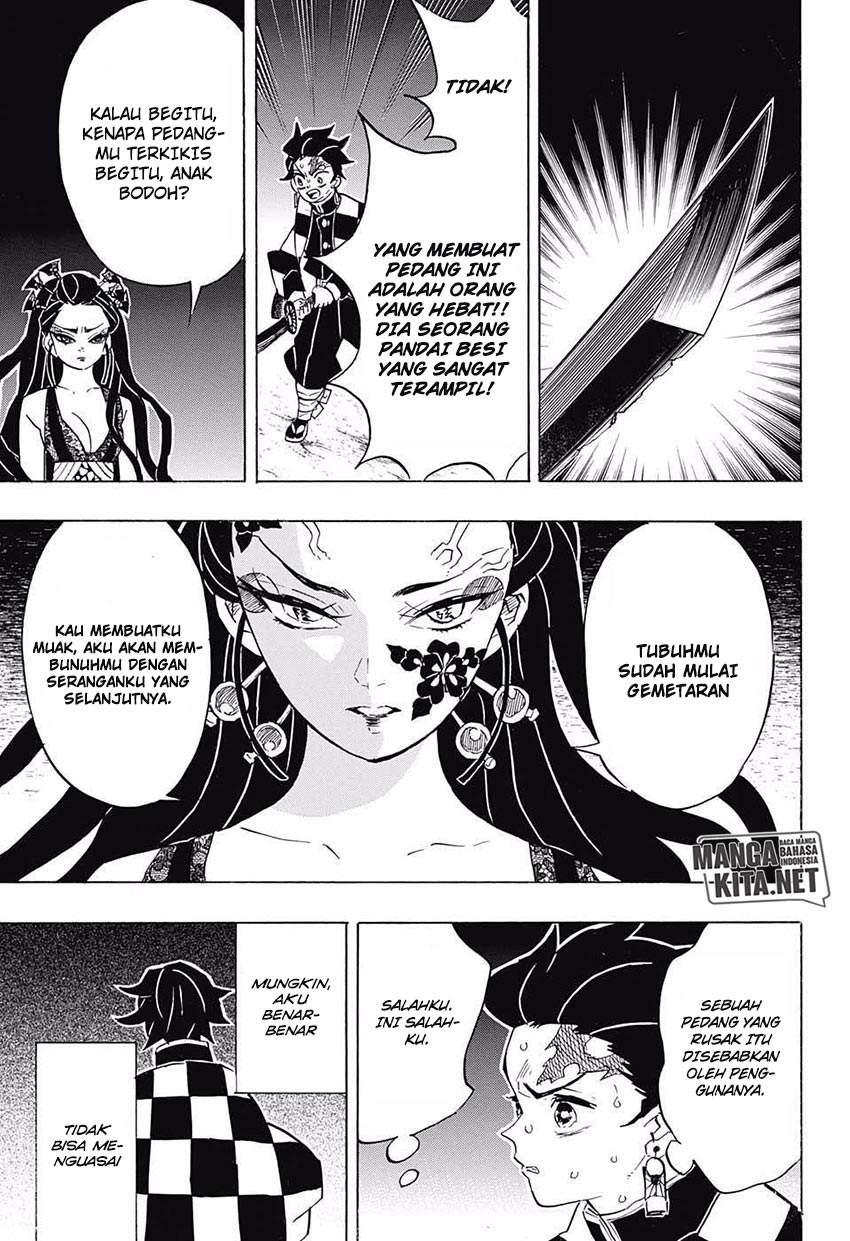 TIDAK!
YANG MEMBUAT
PEDANG INI
ADALAH ORANG
YANG HEBAT!!
DIA SEORANG
PANDAI BESI
YANG SANGAT
TERAMPIL!
KALAU BEGITU,
KENAPA PEDANG-
MU TERKIKIS
BEGITU, ANAK
BODOH?
TUBUHMU
SUDAH MULAI
GEMETARAN
KAU MEMBUATKU
MUAK, AKU AKAN MEM-
BUNUHMU DENGAN
SERANGANKU YANG
SELANJUTNYA.
MANGA
KITA.NET
BACA MANGA
BAHASA
INDONESIA
SEBUAH
PEDANG YANG
RUSAK ITU
DISEBABKAN
OLEH PENG-
GUNANYA.
SALAHKU.
INI SALAH-
KU.
MUNGKIN,
AKU
BENAR-
BENAR
TIDAK
BISA ME-
NGUASAI